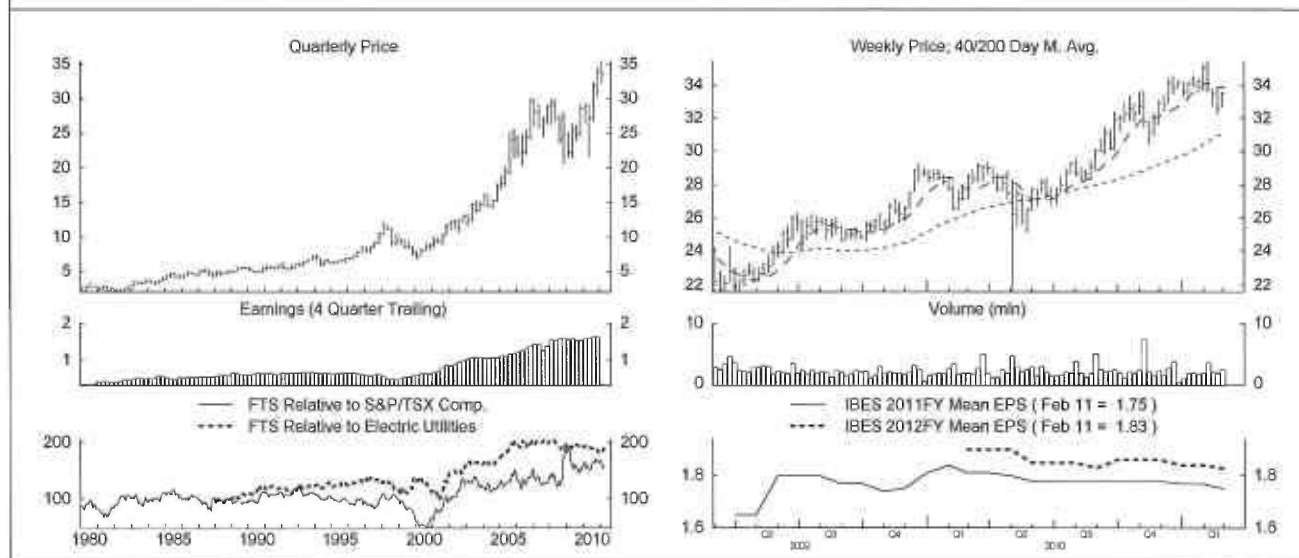 Quarterly Price
35 35
30 30
25 25
20 20
15 15
10 10
5 5
Earnings (4 Quarter Trailing)
2 2
1 1
FTS Relative to S&P/TSX Comp.
FTS Relative to Electric Utilities
200 200
100 100
1980 1985 1990 1995 2000 2005 2010
Weekly Price; 40/200 Day M. Avg.
34 34
32 32
30 30
28 28
26 26
24 24
22 22
Volume (mln)
10 10
0 0
IBES 2011FY Mean EPS ( Feb 11 = 1.75 )
IBES 2012FY Mean EPS ( Feb 11 = 1.83 )
1.8 1.8
1.6 1.6
Q2 Q3 Q4 Q1 Q2 Q3 Q4 Q1
2009 2010